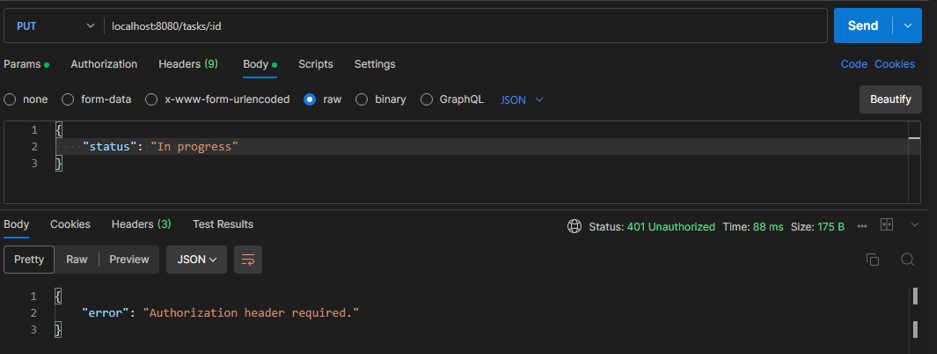 PUT localhost:8080/tasks/:id Send
Params Authorization Headers (9) Body Scripts Settings Code Cookies
none form-data x-www-form-urlencoded raw binary GraphQL JSON Beautify
1 {
2 "status": "In progress"
3 }
Body Cookies Headers (3) Test Results Status: 401 Unauthorized Time: 88 ms Size: 175 B
Pretty Raw Preview JSON
1 {
2 "error": "Authorization header required."
3 }